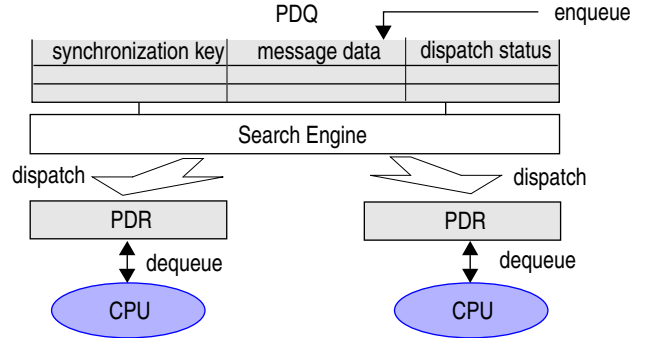 PDQ
enqueue
synchronization key message data dispatch status
Search Engine
dispatch dispatch
PDR PDR
dequeue dequeue
CPU CPU